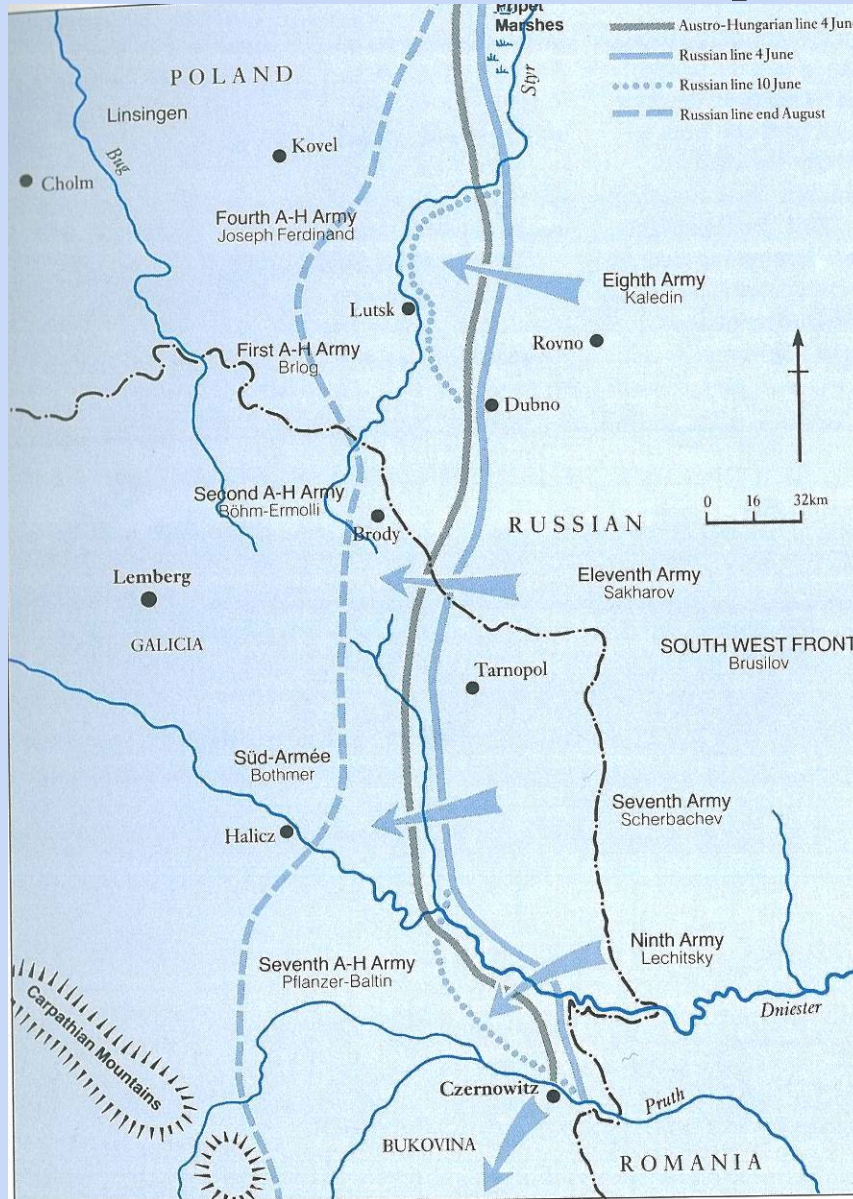 Pripet
Marshes
Austro-Hungarian line 4 June
Russian line 4 June
Russian line 10 June
Russian line end August
Styr
POLAND
Linsingen
Bug
Kovel
Cholm
Fourth A-H Army
Joseph Ferdinand
Eighth Army
Kaledin
Lutsk
Rovno
First A-H Army
Brlog
Dubno
Second A-H Army
Böhm-Ermolli
0 16 32km
Brody
RUSSIAN
Lemberg
Eleventh Army
Sakharov
GALICIA
SOUTH WEST FRONT
Brusilov
Tarnopol
Süd-Armée
Bothmer
Seventh Army
Scherbachev
Halicz
Ninth Army
Lechitsky
Seventh A-H Army
Pflanzer-Baltin
Carpathian Mountains
Dniester
Czernowitz
Pruth
BUKOVINA
ROMANIA